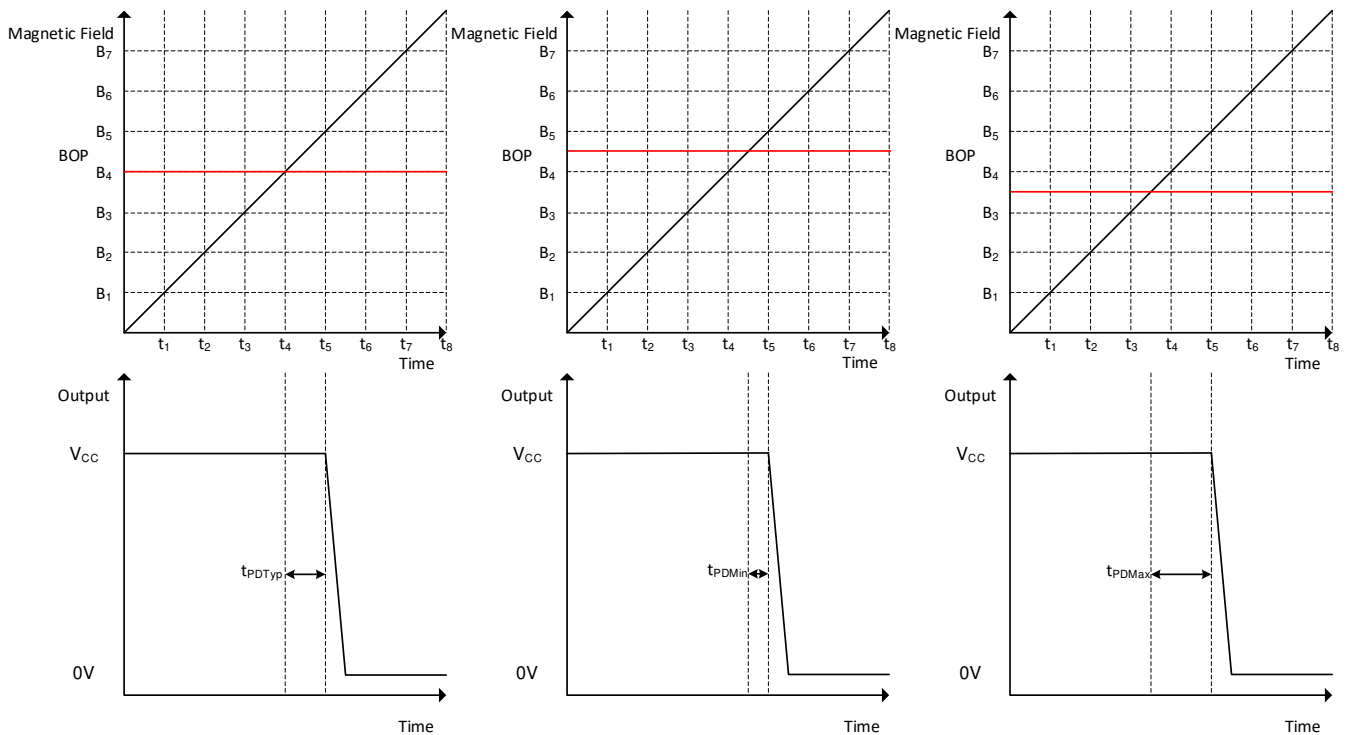 Magnetic Field
B7
B6
B5
BOP
B4
B3
B2
B1
t1 t2 t3 t4 t5 t6 t7 t8
Time
Magnetic Field
B7
B6
B5
BOP
B4
B3
B2
B1
t1 t2 t3 t4 t5 t6 t7 t8
Time
Magnetic Field
B7
B6
B5
BOP
B4
B3
B2
B1
t1 t2 t3 t4 t5 t6 t7 t8
Time
Output
VCC
tPDTyp
0V
Time
Output
VCC
tPDMin
0V
Time
Output
VCC
tPDMax
0V
Time